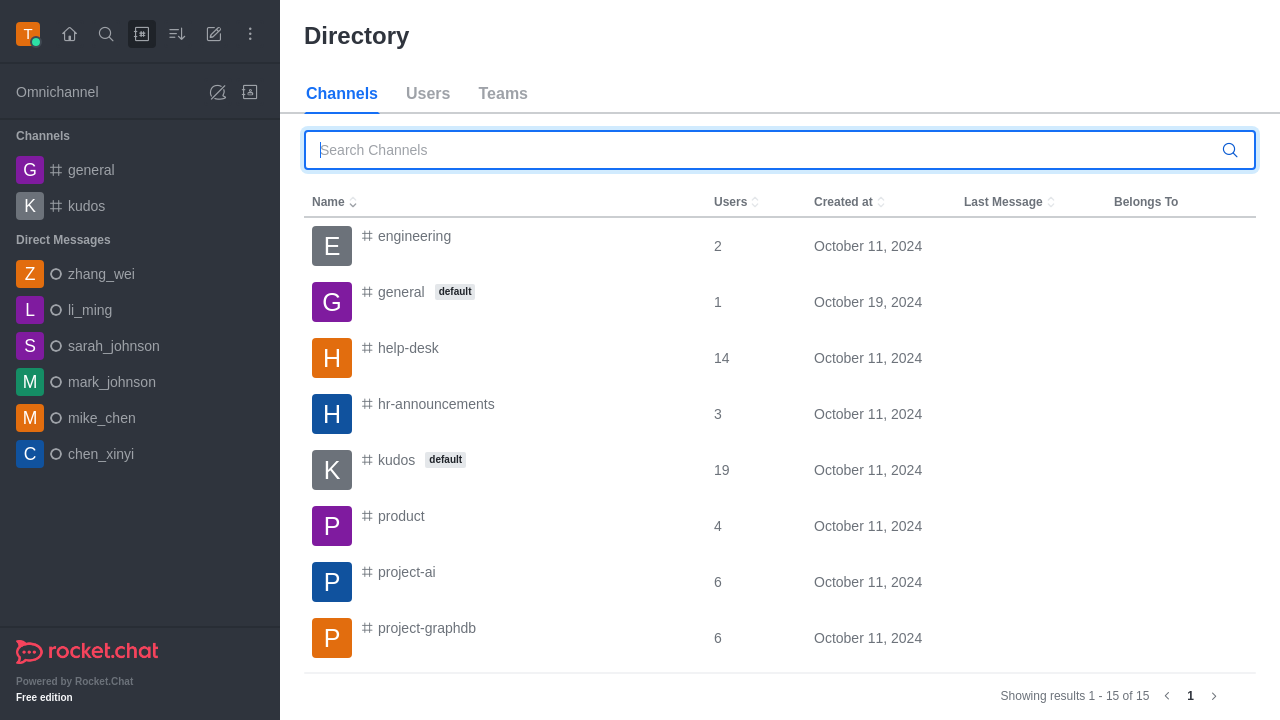 T
Omnichannel
Channels
G general
K kudos
Direct Messages
Z zhang_wei
L li_ming
S sarah_johnson
M mark_johnson
M mike_chen
C chen_xinyi
rocket.chat
Powered by Rocket.Chat
Free edition
Directory
Channels Users Teams
Search Channels
Name Users Created at Last Message Belongs To
E engineering 2 October 11, 2024
G general default 1 October 19, 2024
H help-desk 14 October 11, 2024
H hr-announcements 3 October 11, 2024
K kudos default 19 October 11, 2024
P product 4 October 11, 2024
P project-ai 6 October 11, 2024
P project-graphdb 6 October 11, 2024
Showing results 1 - 15 of 15 1